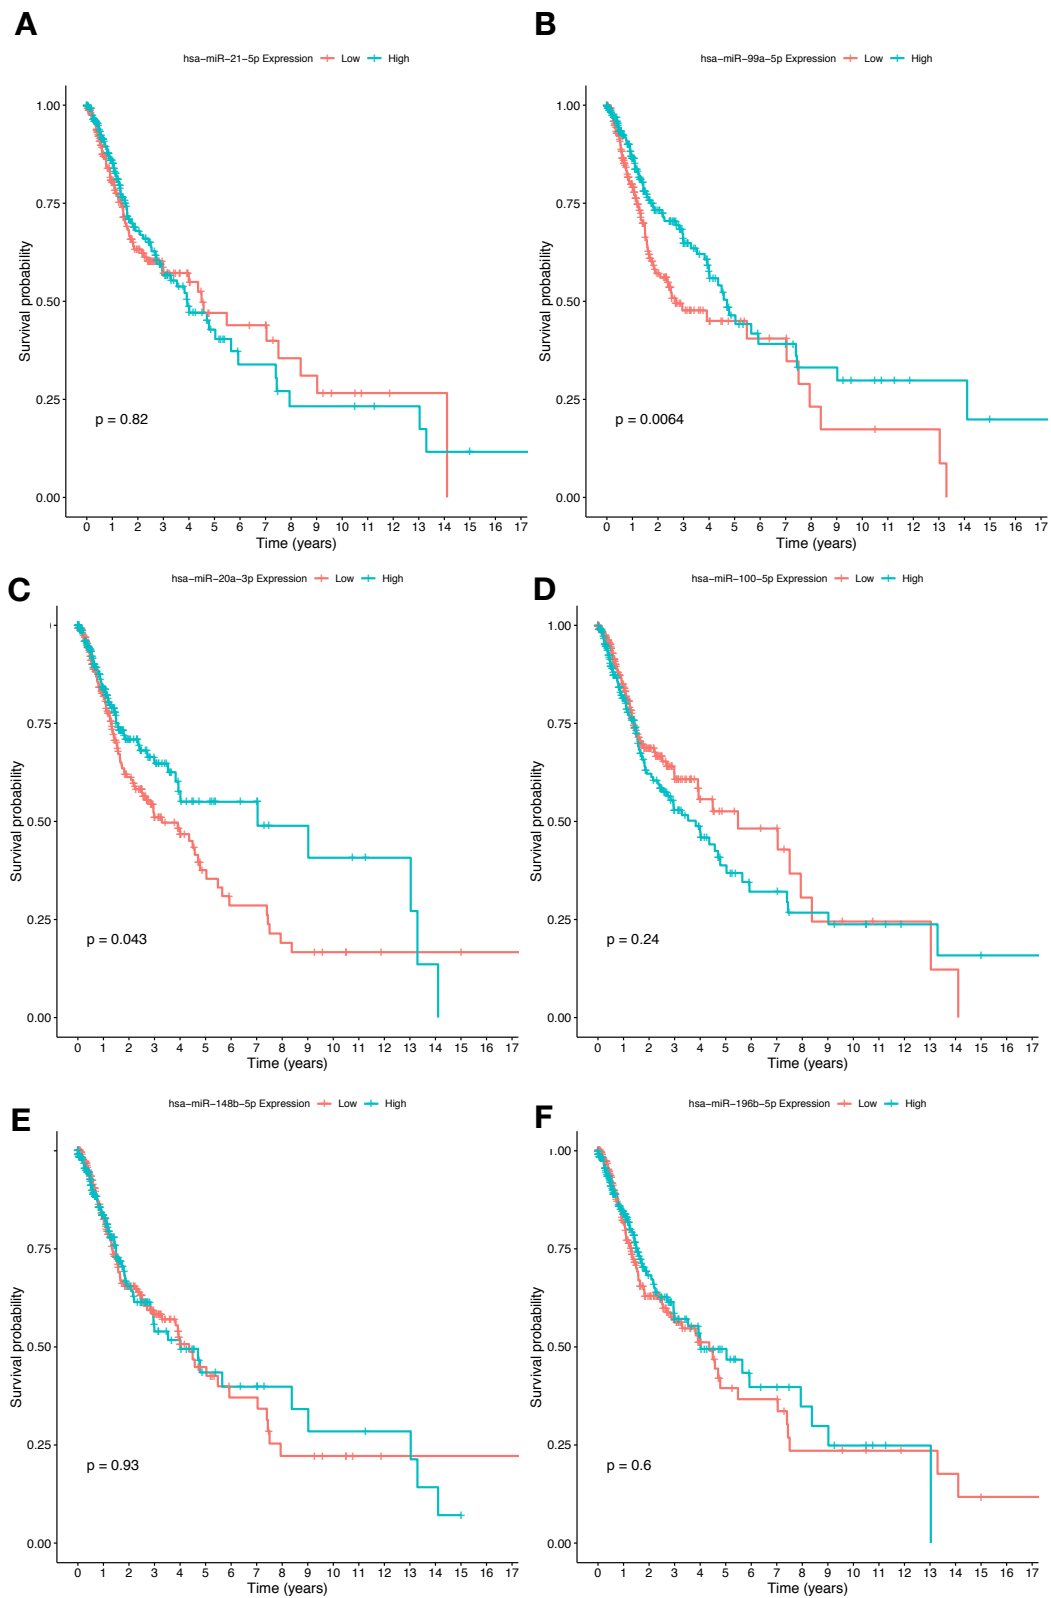 A
hsa−miR−21−5p Expression Low High
1.00
0.75
0.50
0.25
0.00
Survival probability
p = 0.82
0 1 2 3 4 5 6 7 8 9 10 11 12 13 14 15 16 17
Time (years)
B
hsa−miR−99a−5p Expression Low High
1.00
0.75
0.50
0.25
0.00
Survival probability
p = 0.0064
0 1 2 3 4 5 6 7 8 9 10 11 12 13 14 15 16 17
Time (years)
C
hsa−miR−20a−3p Expression Low High
0.75
0.50
0.25
0.00
Survival probability
p = 0.043
0 1 2 3 4 5 6 7 8 9 10 11 12 13 14 15 16 17
Time (years)
D
hsa−miR−100−5p Expression Low High
1.00
0.75
0.50
0.25
0.00
Survival probability
p = 0.24
0 1 2 3 4 5 6 7 8 9 10 11 12 13 14 15 16 17
Time (years)
E
hsa−miR−148b−5p Expression Low High
0.75
0.50
0.25
0.00
Survival probability
p = 0.93
0 1 2 3 4 5 6 7 8 9 10 11 12 13 14 15 16 17
Time (years)
F
hsa−miR−196b−5p Expression Low High
1.00
0.75
0.50
0.25
0.00
Survival probability
p = 0.6
0 1 2 3 4 5 6 7 8 9 10 11 12 13 14 15 16 17
Time (years)